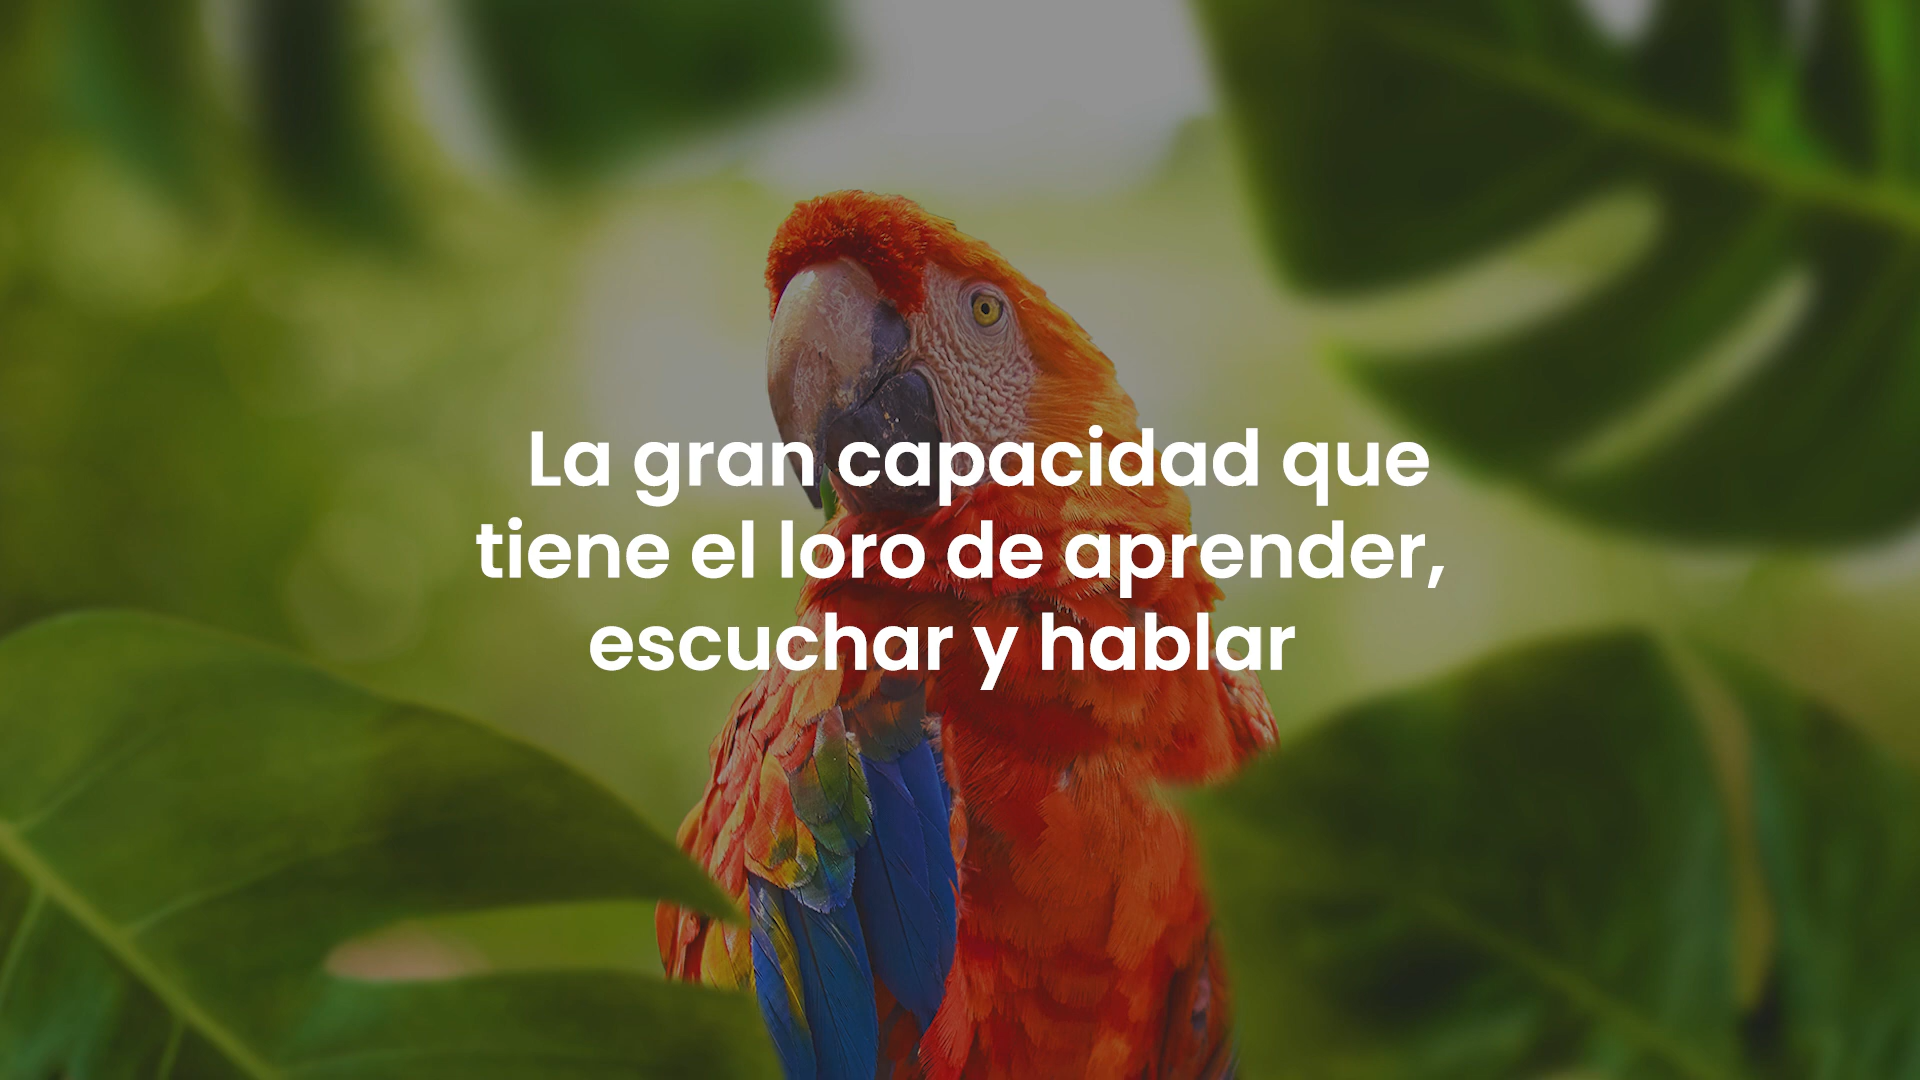 La gran capacidad que
tiene el loro de aprender,
escuchar y hablar